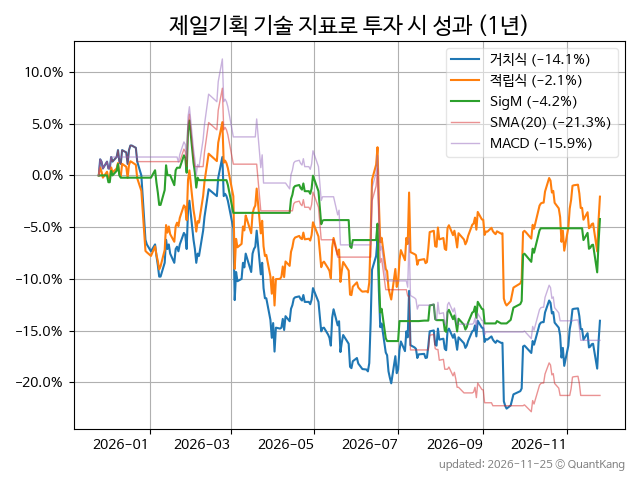 제일기획 기술 지표로 투자 시 성과 (1년)
거치식 (−14.1%)
적립식 (−2.1%)
SigM (−4.2%)
SMA(20) (−21.3%)
MACD (−15.9%)
10.0%
5.0%
0.0%
−5.0%
−10.0%
−15.0%
−20.0%
2026−01 2026−03 2026−05 2026−07 2026−09 2026−11
updated: 2026−11−25 © QuantKang